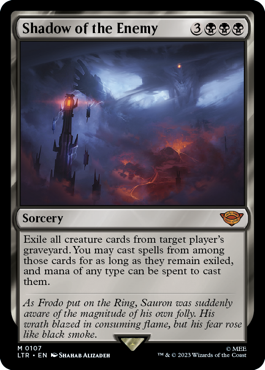 Shadow of the Enemy 3
Sorcery
Exile all creature cards from target player's
graveyard. You may cast spells from among
those cards for as long as they remain exiled,
and mana of any type can be spent to cast
them.
As Frodo put on the Ring, Sauron was suddenly
aware of the magnitude of his own folly. His
wrath blazed in consuming flame, but his fear rose
like black smoke.
M 0107
LTR • EN Shahab Alizadeh
© MEE
™ & © 2023 Wizards of the Coast